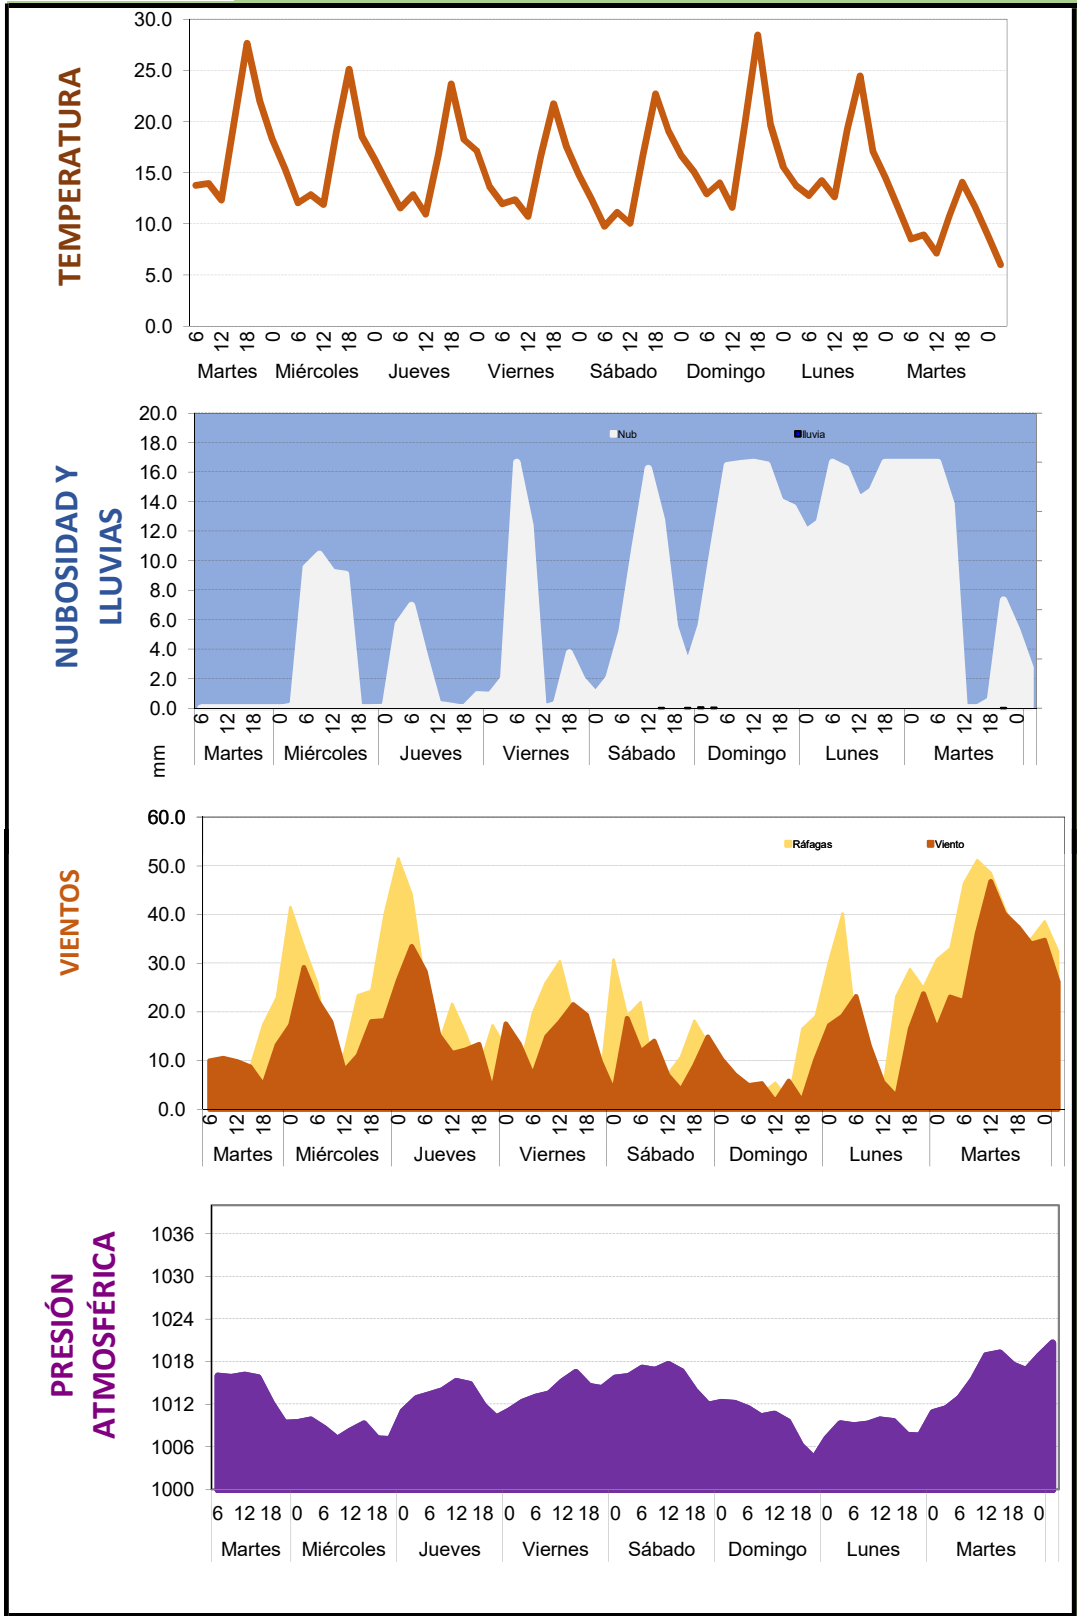 TEMPERATURA
30.0
25.0
20.0
15.0
10.0
5.0
0.0
6 12 18 0 6 12 18 0 6 12 18 0 6 12 18 0 6 12 18 0 6 12 18 0 6 12 18 0 6 12 18 0
Martes Miércoles Jueves Viernes Sábado Domingo Lunes Martes
NUBOSIDAD Y
LLUVIAS
20.0
18.0
16.0
14.0
12.0
10.0
8.0
6.0
4.0
2.0
0.0
mm
Nub lluvia
6 12 18 0 6 12 18 0 6 12 18 0 6 12 18 0 6 12 18 0 6 12 18 0 6 12 18 0 6 12 18 0
Martes Miércoles Jueves Viernes Sábado Domingo Lunes Martes
VIENTOS
60.0
50.0
40.0
30.0
20.0
10.0
0.0
Ráfagas Viento
6 12 18 0 6 12 18 0 6 12 18 0 6 12 18 0 6 12 18 0 6 12 18 0 6 12 18 0 6 12 18 0
Martes Miércoles Jueves Viernes Sábado Domingo Lunes Martes
PRESIÓN
ATMOSFÉRICA
1036
1030
1024
1018
1012
1006
1000
6 12 18 0 6 12 18 0 6 12 18 0 6 12 18 0 6 12 18 0 6 12 18 0 6 12 18 0 6 12 18 0
Martes Miércoles Jueves Viernes Sábado Domingo Lunes Martes